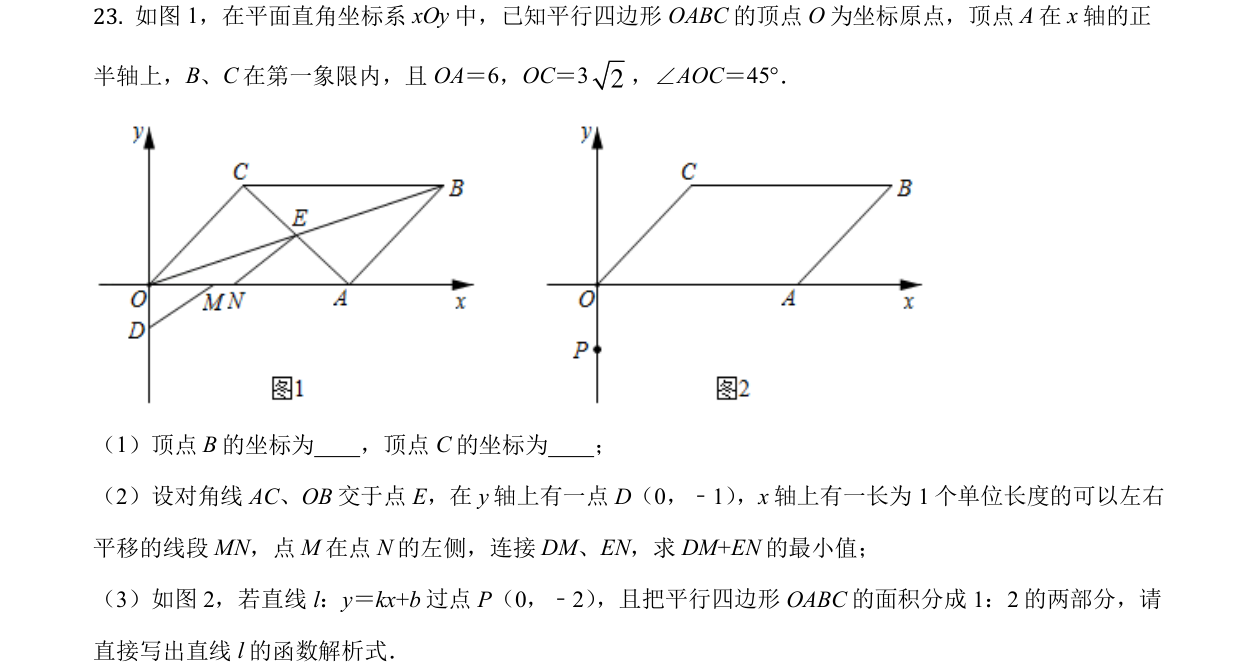 23. 如图 1，在平面直角坐标系 xOy 中，已知平行四边形 OABC 的顶点 O 为坐标原点，顶点 A 在 x 轴的正
半轴上，B、C 在第一象限内，且 OA＝6，OC＝3√2，∠AOC＝45°．
y C B E O M N A x D
图1
y C B O A x P
图2
（1）顶点 B 的坐标为____，顶点 C 的坐标为____；
（2）设对角线 AC、OB 交于点 E，在 y 轴上有一点 D（0，﹣1），x 轴上有一长为 1 个单位长度的可以左右
平移的线段 MN，点 M 在点 N 的左侧，连接 DM、EN，求 DM+EN 的最小值；
（3）如图 2，若直线 l：y＝kx+b 过点 P（0，﹣2），且把平行四边形 OABC 的面积分成 1：2 的两部分，请
直接写出直线 l 的函数解析式．